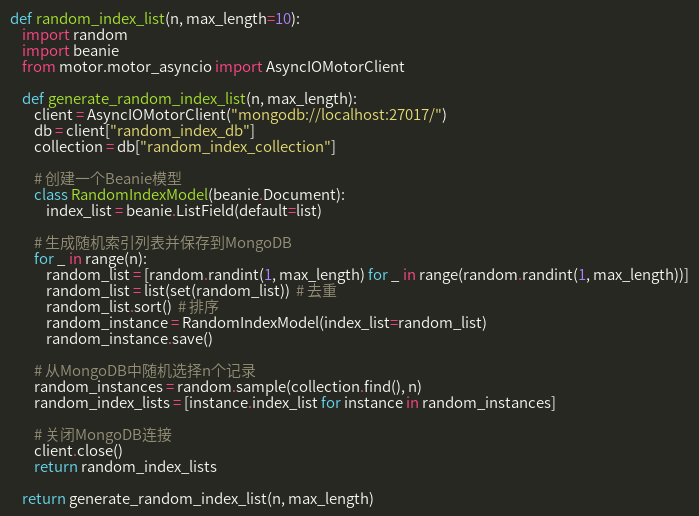 def random_index_list(n, max_length=10):
    import random
    import beanie
    from motor.motor_asyncio import AsyncIOMotorClient

    def generate_random_index_list(n, max_length):
        client = AsyncIOMotorClient("mongodb://localhost:27017/")
        db = client["random_index_db"]
        collection = db["random_index_collection"]

        # 创建一个Beanie模型
        class RandomIndexModel(beanie.Document):
            index_list = beanie.ListField(default=list)

        # 生成随机索引列表并保存到MongoDB
        for _ in range(n):
            random_list = [random.randint(1, max_length) for _ in range(random.randint(1, max_length))]
            random_list = list(set(random_list))  # 去重
            random_list.sort()  # 排序
            random_instance = RandomIndexModel(index_list=random_list)
            random_instance.save()

        # 从MongoDB中随机选择n个记录
        random_instances = random.sample(collection.find(), n)
        random_index_lists = [instance.index_list for instance in random_instances]

        # 关闭MongoDB连接
        client.close()
        return random_index_lists

    return generate_random_index_list(n, max_length)